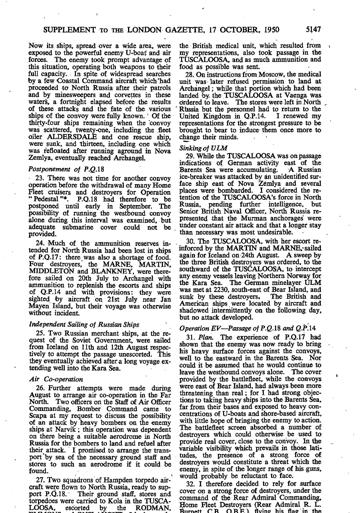 SUPPLEMENT TO THE LONDON GAZETTE, 17 OCTOBER, 1950 5147
Now its ships, spread over a wide area, were
exposed to the powerful enemy U-boat and air
forces. The enemy took prompt advantage of
this situation, operating both weapons to their
full capacity. In spite of widespread searches
by a few Coastal Command aircraft which had
proceeded to North Russia after their patrols
and by minesweepers and corvettes in these
waters, a fortnight elapsed before the results
of these attacks and the fate of the various
ships of the convoy were fully known. Of the
thirty-four ships remaining when the convoy
was scattered, twenty-one, including the fleet
oiler ALDERSDALE and one rescue ship,
were sunk, and thirteen, including one which
was refloated after running aground in Nova
Zemlya, eventually reached Archangel.
Postponement of P.Q.18
23. There was not time for another convoy
operation before the withdrawal of many Home
Fleet cruisers and destroyers for Operation
"Pedestal"*. P.Q.18 had therefore to be
postponed until early in September. The
possibility of running the westbound convoy
alone during this interval was examined, but
adequate submarine cover could not be
provided.
24. Much of the ammunition reserves in-
tended for North Russia had been lost in ships
of P.Q.17: there was also a shortage of food.
Four destroyers, the MARNE, MARTIN,
MIDDLETON and BLANKNEY, were there-
fore sailed on 20th July to Archangel with
ammunition to replenish the escorts and ships
of Q.P.14 and with provisions: they were
sighted by aircraft on 21st July near Jan
Mayen Island, but their voyage was otherwise
without incident.
Independent Sailing of Russian Ships
25. Two Russian merchant ships, at the re-
quest of the Soviet Government, were sailed
from Iceland on 11th and 12th August respec-
tively to attempt the passage unescorted. This
they eventually achieved after a long voyage ex-
tending well into the Kara Sea.
Air Co-operation
26. Further attempts were made during
August to arrange air co-operation in the Far
North. Two officers on the Staff of Air Officer
Commanding, Bomber Command came to
Scapa at my request to discuss the possibility
of an attack by heavy bombers on the enemy
ships at Narvik; this operation was dependent
on there being a suitable aerodrome in North
Russia for the bombers to land and refuel after
their attack. I promised to arrange the trans-
port by sea of the necessary ground staff and
stores to such an aerodrome if it could be
found.
27. Two squadrons of Hampden torpedo air-
craft were flown to North Russia, ready to sup-
port P.Q.18. Their ground staff, stores and
torpedoes were carried to Kola in the TUSCA-
LOOSA, escorted by the RODMAN,
the British medical unit, which resulted from
my representations, also took passage in the
TUSCALOOSA, and as much ammunition and
food as possible was sent.
28. On instructions from Moscow, the medical
unit was later refused permission to land at
Archangel; while that portion which had been
landed by the TUSCALOOSA at Vaenga was
ordered to leave. The stores were left in North
Russia but the personnel had to return to the
United Kingdom in Q.P.14. I renewed my
representations for the strongest pressure to be
brought to bear to induce them once more to
change their minds.
Sinking of ULM
29. While the TUSCALOOSA was on passage
indications of German activity east of the
Barents Sea were accumulating. A Russian
ice-breaker was attacked by an unidentified sur-
face ship east of Nova Zemlya and several
places were bombarded. I considered the re-
tention of the TUSCALOOSA's force in North
Russia, pending further intelligence, but
Senior British Naval Officer, North Russia re-
presented that the Murman anchorages were
under constant air attack and that a longer stay
than necessary was most undesirable.
30. The TUSCALOOSA, with her escort re-
inforced by the MARTIN and MARNE, sailed
again for Iceland on 24th August. A sweep by
the three British destroyers was ordered, to the
southward of the TUSCALOOSA, to intercept
any enemy vessels leaving Northern Norway for
the Kara Sea. The German minelayer ULM
was met at 2230, south-east of Bear Island, and
sunk by these destroyers. The British and
American ships were located by aircraft and
shadowed intermittently on the following day,
but no attack developed.
Operation EV—Passage of P.Q.18 and Q.P.14
31. Plan. The experience of P.Q.17 had
shown that the enemy was now ready to bring
his heavy surface forces against the convoys,
well to the eastward in the Barents Sea. Nor
could it be assumed that he would continue to
leave the westbound convoys alone. The cover
provided by the battlefleet, while the convoys
were east of Bear Island, had always been more
threatening than real; for I had strong objec-
tions to taking heavy ships into the Barents Sea,
far from their bases and exposed to heavy con-
centrations of U-boats and shore-based aircraft,
with little hope of bringing the enemy to action.
The battlefleet screen absorbed a number of
destroyers which could otherwise be used to
provide real cover, close to the convoy. In the
variable visibility which prevails in those lati-
tudes, the presence of a strong force of
destroyers would constitute a threat which the
enemy, in spite of the longer range of his guns,
would probably be reluctant to face.
32. I therefore decided to rely for surface
cover on a strong force of destroyers, under the
command of the Rear Admiral Commanding,
Home Fleet Destroyers (Rear Admiral R. L.
Burnett, C.B., O.B.E.), flying his flag in the